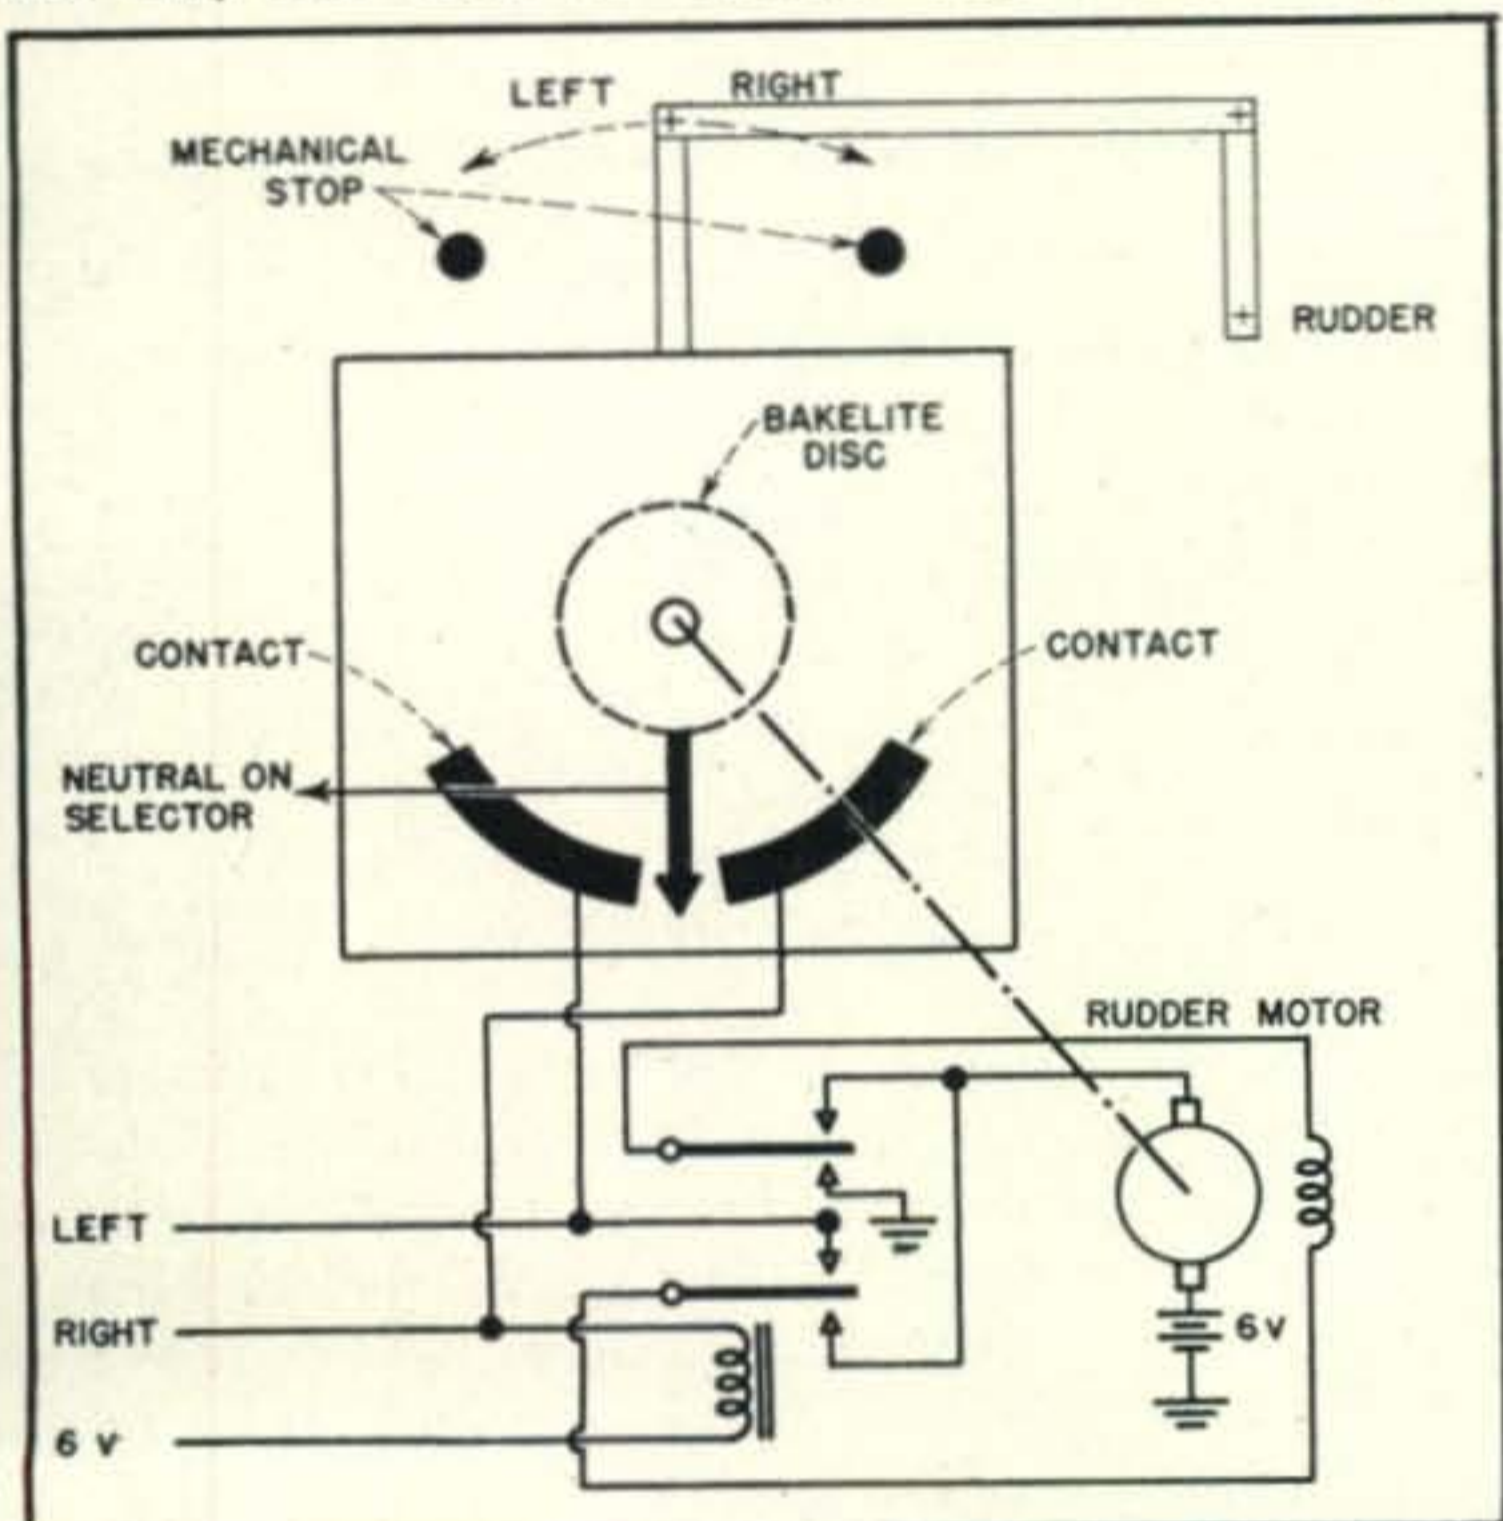 LEFT
RIGHT
MECHANICAL
STOP
RUDDER
BAKELITE
DISC
CONTACT
CONTACT
NEUTRAL ON
SELECTOR
RUDDER MOTOR
LEFT
RIGHT
6 V
6 V